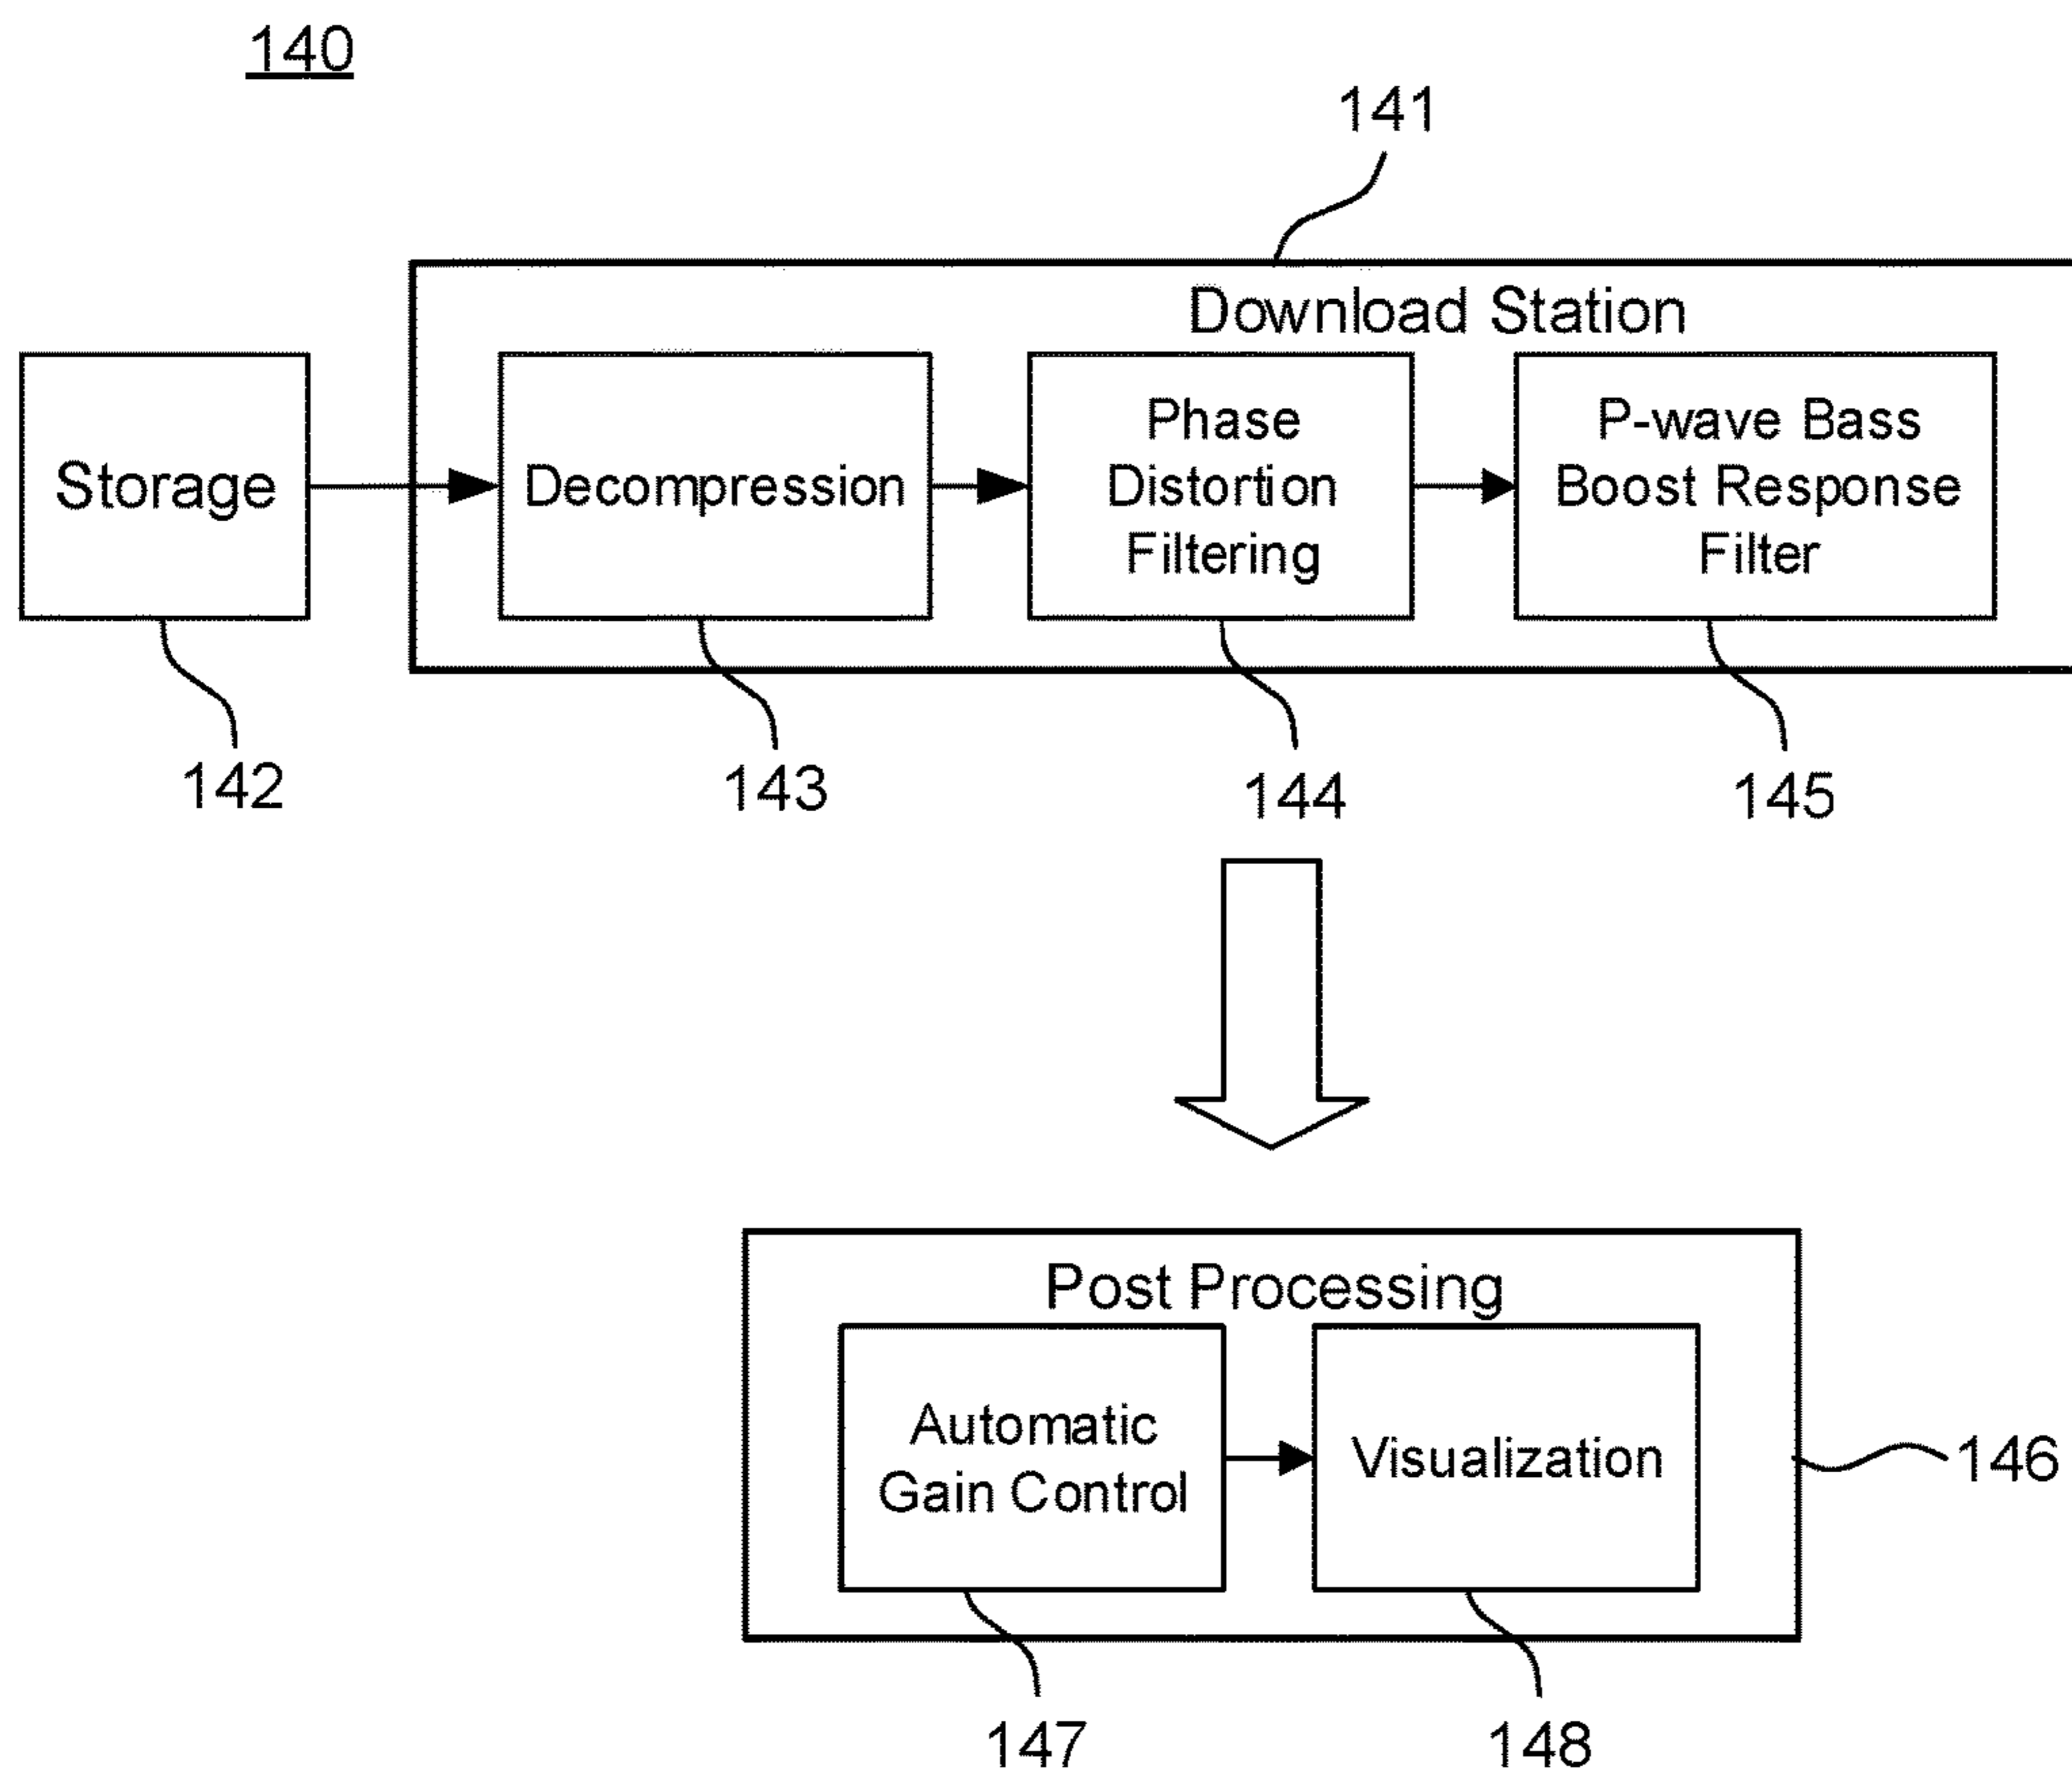 140
141
Download Station
Storage
Decompression
Phase
Distortion
Filtering
P-wave Bass
Boost Response
Filter
142
143
144
145
Post Processing
Automatic
Gain Control
Visualization
146
147
148